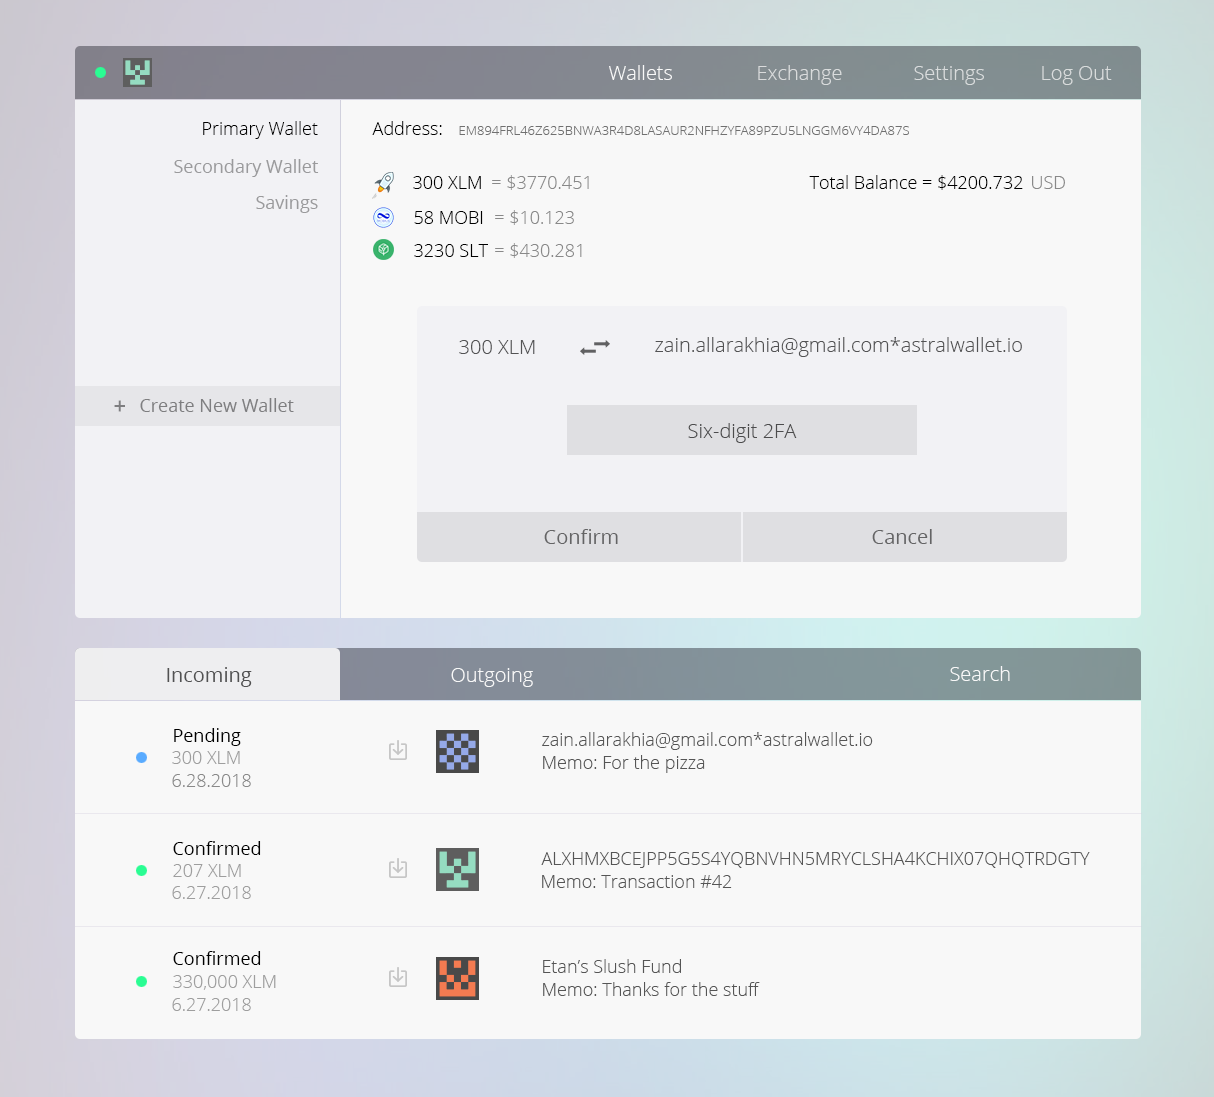 Wallets Exchange Settings Log Out
Primary Wallet
Secondary Wallet
Savings
+ Create New Wallet
Address: EM894FRL46Z625BNWA3R4D8LASAUR2NFHZYFA89PZU5LNGGM6VY4DA87S
300 XLM = $3770.451
Total Balance = $4200.732 USD
58 MOBI = $10.123
3230 SLT = $430.281
300 XLM zain.allarakhia@gmail.com*astralwallet.io
Six-digit 2FA
Confirm Cancel
Incoming Outgoing Search
Pending
300 XLM
6.28.2018
zain.allarakhia@gmail.com*astralwallet.io
Memo: For the pizza
Confirmed
207 XLM
6.27.2018
ALXHMXBCEJPP5G5S4YQBNVHN5MRYCLSHA4KCHIX07QHQTRDGTY
Memo: Transaction #42
Confirmed
330,000 XLM
6.27.2018
Etan’s Slush Fund
Memo: Thanks for the stuff